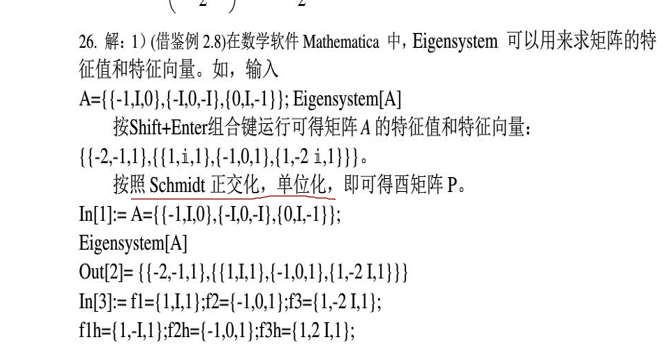 26. 解：1）(借鉴例 2.8)在数学软件 Mathematica 中，Eigensystem 可以用来求矩阵的特
征值和特征向量。如，输入
A={{-1,I,0},{-I,0,-I},{0,I,-1}}; Eigensystem[A]
按Shift+Enter组合键运行可得矩阵 A 的特征值和特征向量：
{{-2,-1,1},{{1,i,1},{-1,0,1},{1,-2 i,1}}}。
按照 Schmidt 正交化，单位化，即可得酉矩阵 P。
In[1]:= A={{-1,I,0},{-I,0,-I},{0,I,-1}};
Eigensystem[A]
Out[2]= {{-2,-1,1},{{1,I,1},{-1,0,1},{1,-2 I,1}}}
In[3]:= f1={1,I,1};f2={-1,0,1};f3={1,-2 I,1};
f1h={1,-I,1};f2h={-1,0,1};f3h={1,2 I,1};